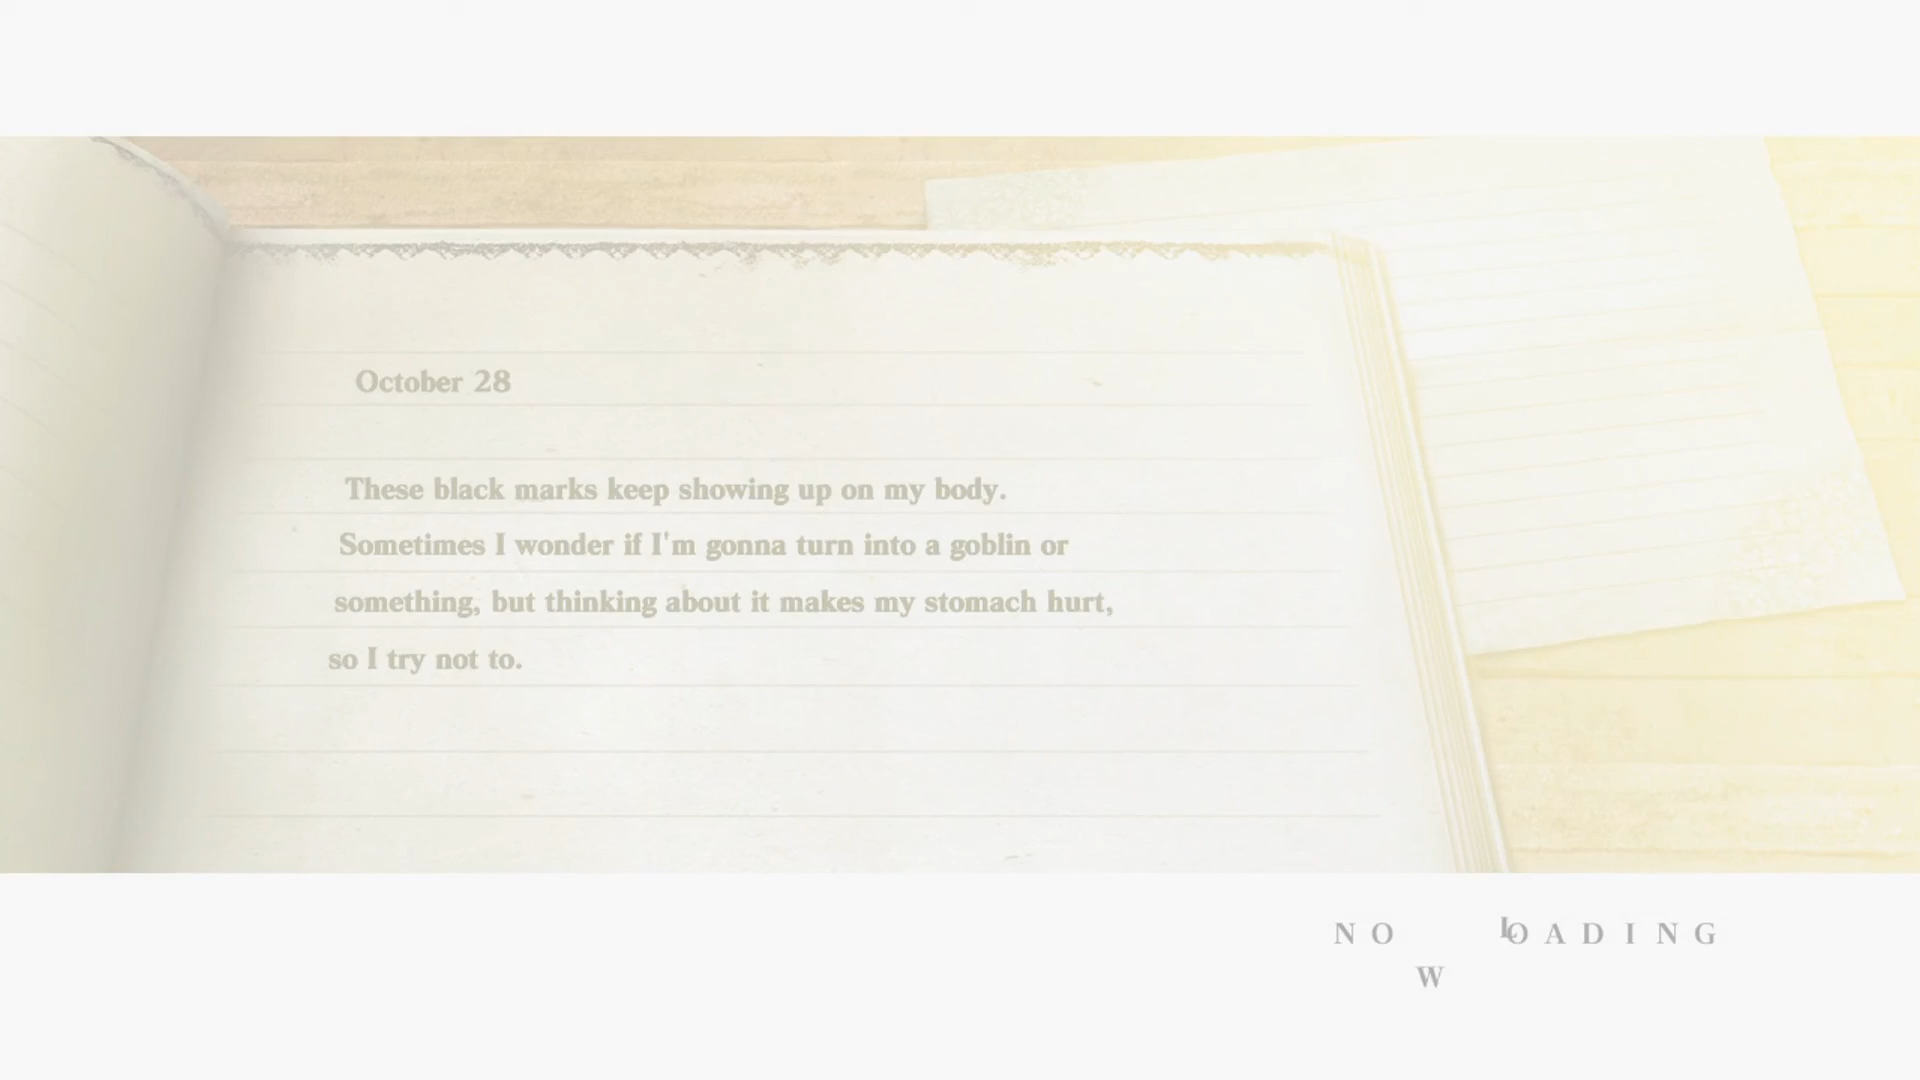 October 28
These black marks keep showing up on my body.
Sometimes I wonder if I'm gonna turn into a goblin or
something, but thinking about it makes my stomach hurt,
so I try not to.
NOW LOADING